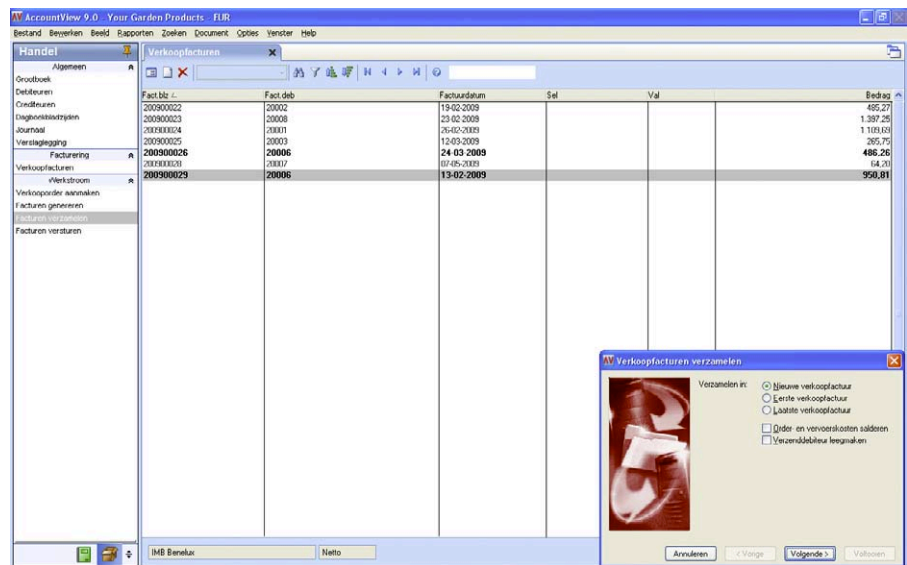 AccountView 9.0 - Your Garden Products - EUR
Bestand Bewerken Beeld Rapporten Zoeken Document Opties Venster Help
Handel
Algemeen
Grootboek
Debiteuren
Crediteuren
Dagboekbladzijden
Journaal
Verslaglegging
Facturering
Verkoopfacturen
Werkstroom
Verkooporder aanmaken
Facturen genereren
Facturen verzamelen
Facturen versturen
Verkoopfacturen
Fact.blz Fact.deb Factuurdatum Sel Val Bedrag
200900022 20002 19-02-2009 485,27
200900023 20008 23-02-2009 1.397,25
200900024 20001 26-02-2009 1.109,69
200900025 20003 12-03-2009 265,75
200900026 20006 24-03-2009 486,26
200900028 20007 07-05-2009 64,20
200900029 20006 13-02-2009 950,81
IMB Benelux Netto
Verkoopfacturen verzamelen
Verzamelen in: Nieuwe verkoopfactuur
Eerste verkoopfactuur
Laatste verkoopfactuur
Order- en vervoerskosten salderen
Verzenddebiteur leegmaken
Annuleren < Vorige Volgende > Voltooien